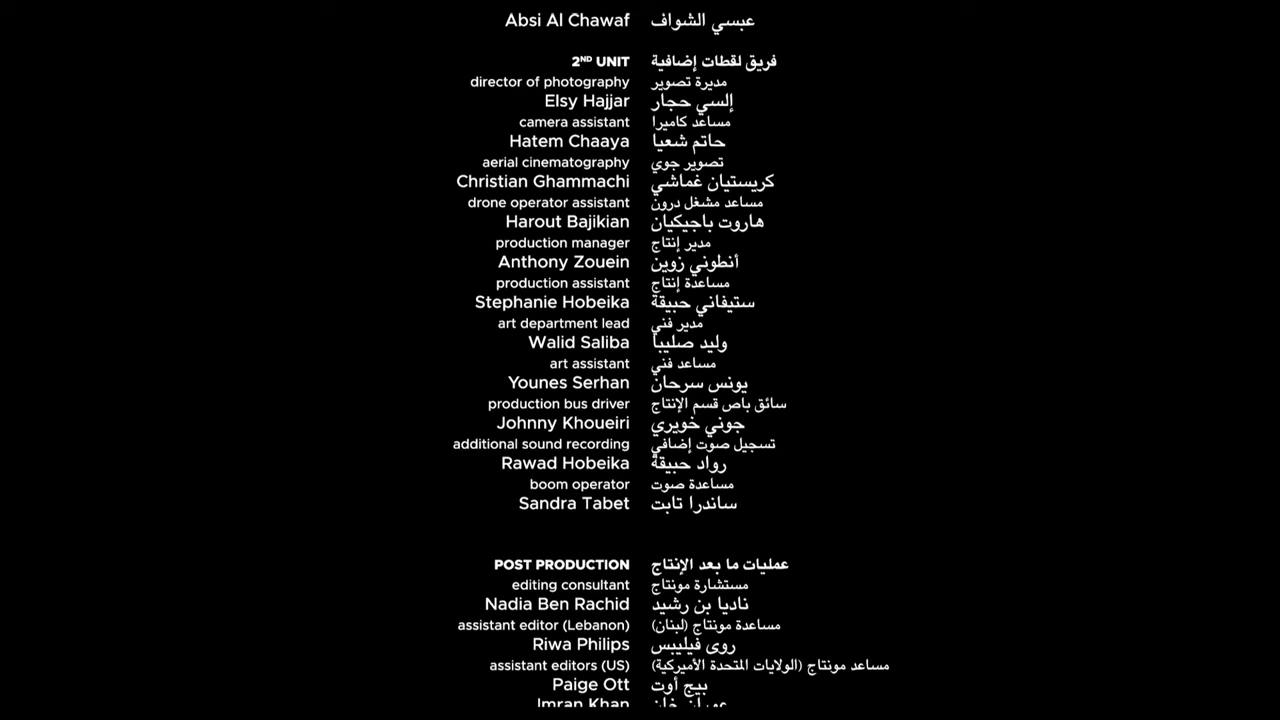 Absi Al Chawaf عبسي الشواف
2ND UNIT فريق لقطات إضافية
director of photography مديرة تصوير
Elsy Hajjar إلسي حجار
camera assistant مساعد كاميرا
Hatem Chaaya حاتم شعيا
aerial cinematography تصوير جوي
Christian Ghammachi كريستيان غماشي
drone operator assistant مساعد مشغل درون
Harout Bajikian هاروت باجيكيان
production manager مدير إنتاج
Anthony Zouein أنطوني زوين
production assistant مساعدة إنتاج
Stephanie Hobeika ستيفاني حبيقة
art department lead مدير فني
Walid Saliba وليد صليبا
art assistant مساعد فني
Younes Serhan يونس سرحان
production bus driver سائق باص قسم الإنتاج
Johnny Khoueiri جوني خويري
additional sound recording تسجيل صوت إضافي
Rawad Hobeika رواد حبيقة
boom operator مساعدة صوت
Sandra Tabet ساندرا تابت
POST PRODUCTION عمليات ما بعد الإنتاج
editing consultant مستشارة مونتاج
Nadia Ben Rachid ناديا بن رشيد
assistant editor (Lebanon) مساعدة مونتاج (لبنان)
Riwa Philips روى فيليبس
assistant editors (US) مساعد مونتاج (الولايات المتحدة الأميركية)
Paige Ott بيج أوت
Imran Khan عمران خان